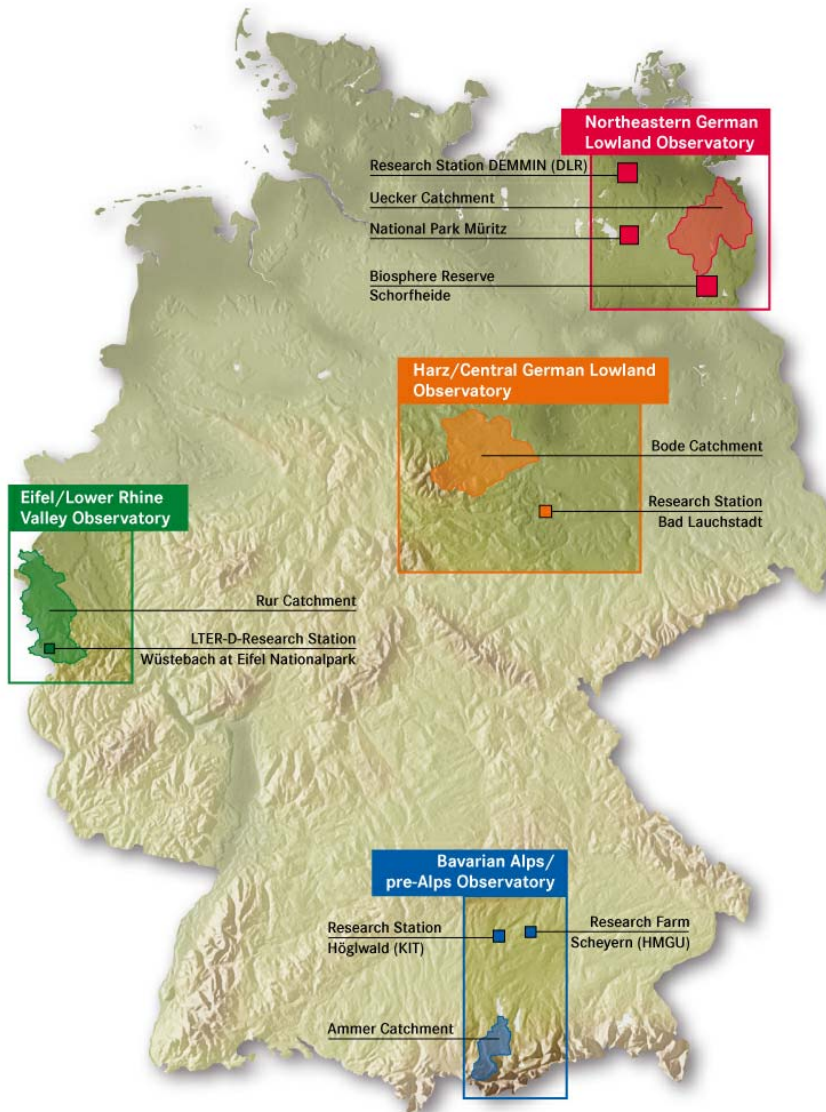 Northeastern German
Lowland Observatory
Research Station DEMMIN (DLR)
Uecker Catchment
National Park Müritz
Biosphere Reserve
Schorfheide
Harz/Central German Lowland
Observatory
Bode Catchment
Research Station
Bad Lauchstadt
Eifel/Lower Rhine
Valley Observatory
Rur Catchment
LTER-D-Research Station
Wüstebach at Eifel Nationalpark
Bavarian Alps/
pre-Alps Observatory
Research Station
Höglwald (KIT)
Research Farm
Scheyern (HMGU)
Ammer Catchment